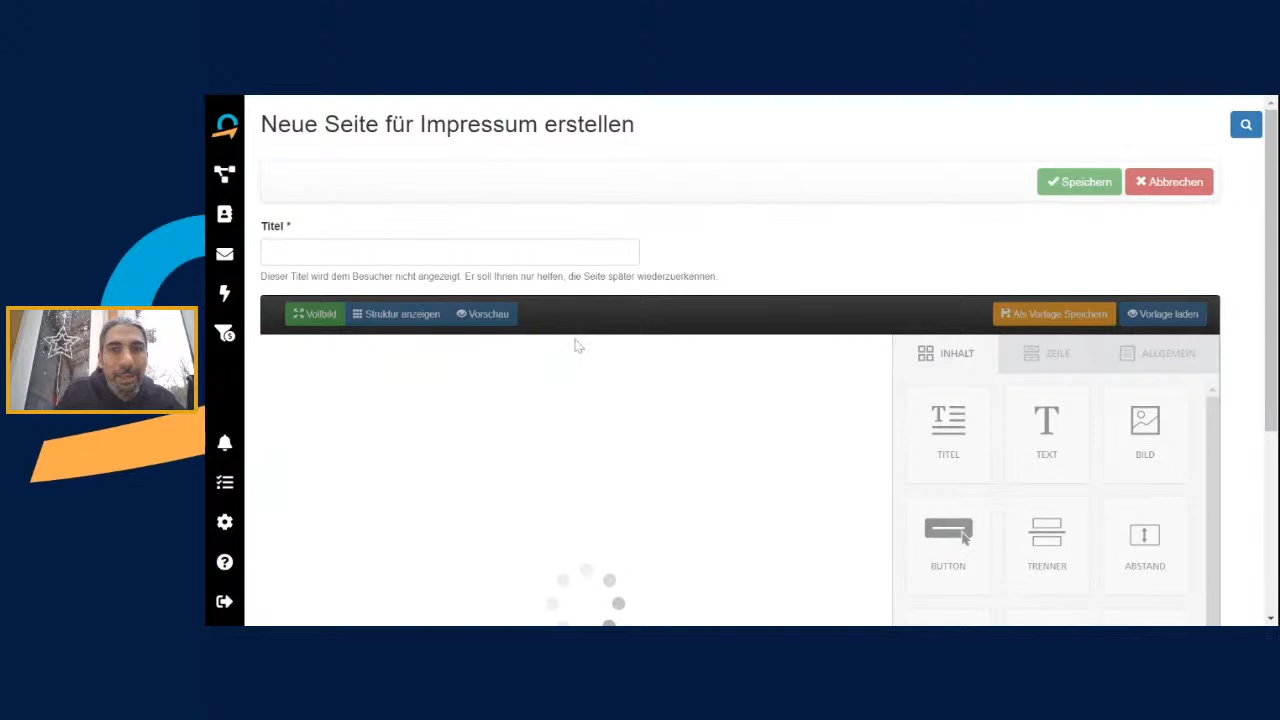 Neue Seite für Impressum erstellen
Speichern Abbrechen
Titel *
Dieser Titel wird dem Besucher nicht angezeigt. Er soll Ihnen nur helfen, die Seite später wiederzuerkennen.
Vollbild Struktur anzeigen Vorschau Als Vorlage Speichern Vorlage laden
INHALT ZEILE ALLGEMEIN
TITEL TEXT BILD
BUTTON TRENNER ABSTAND